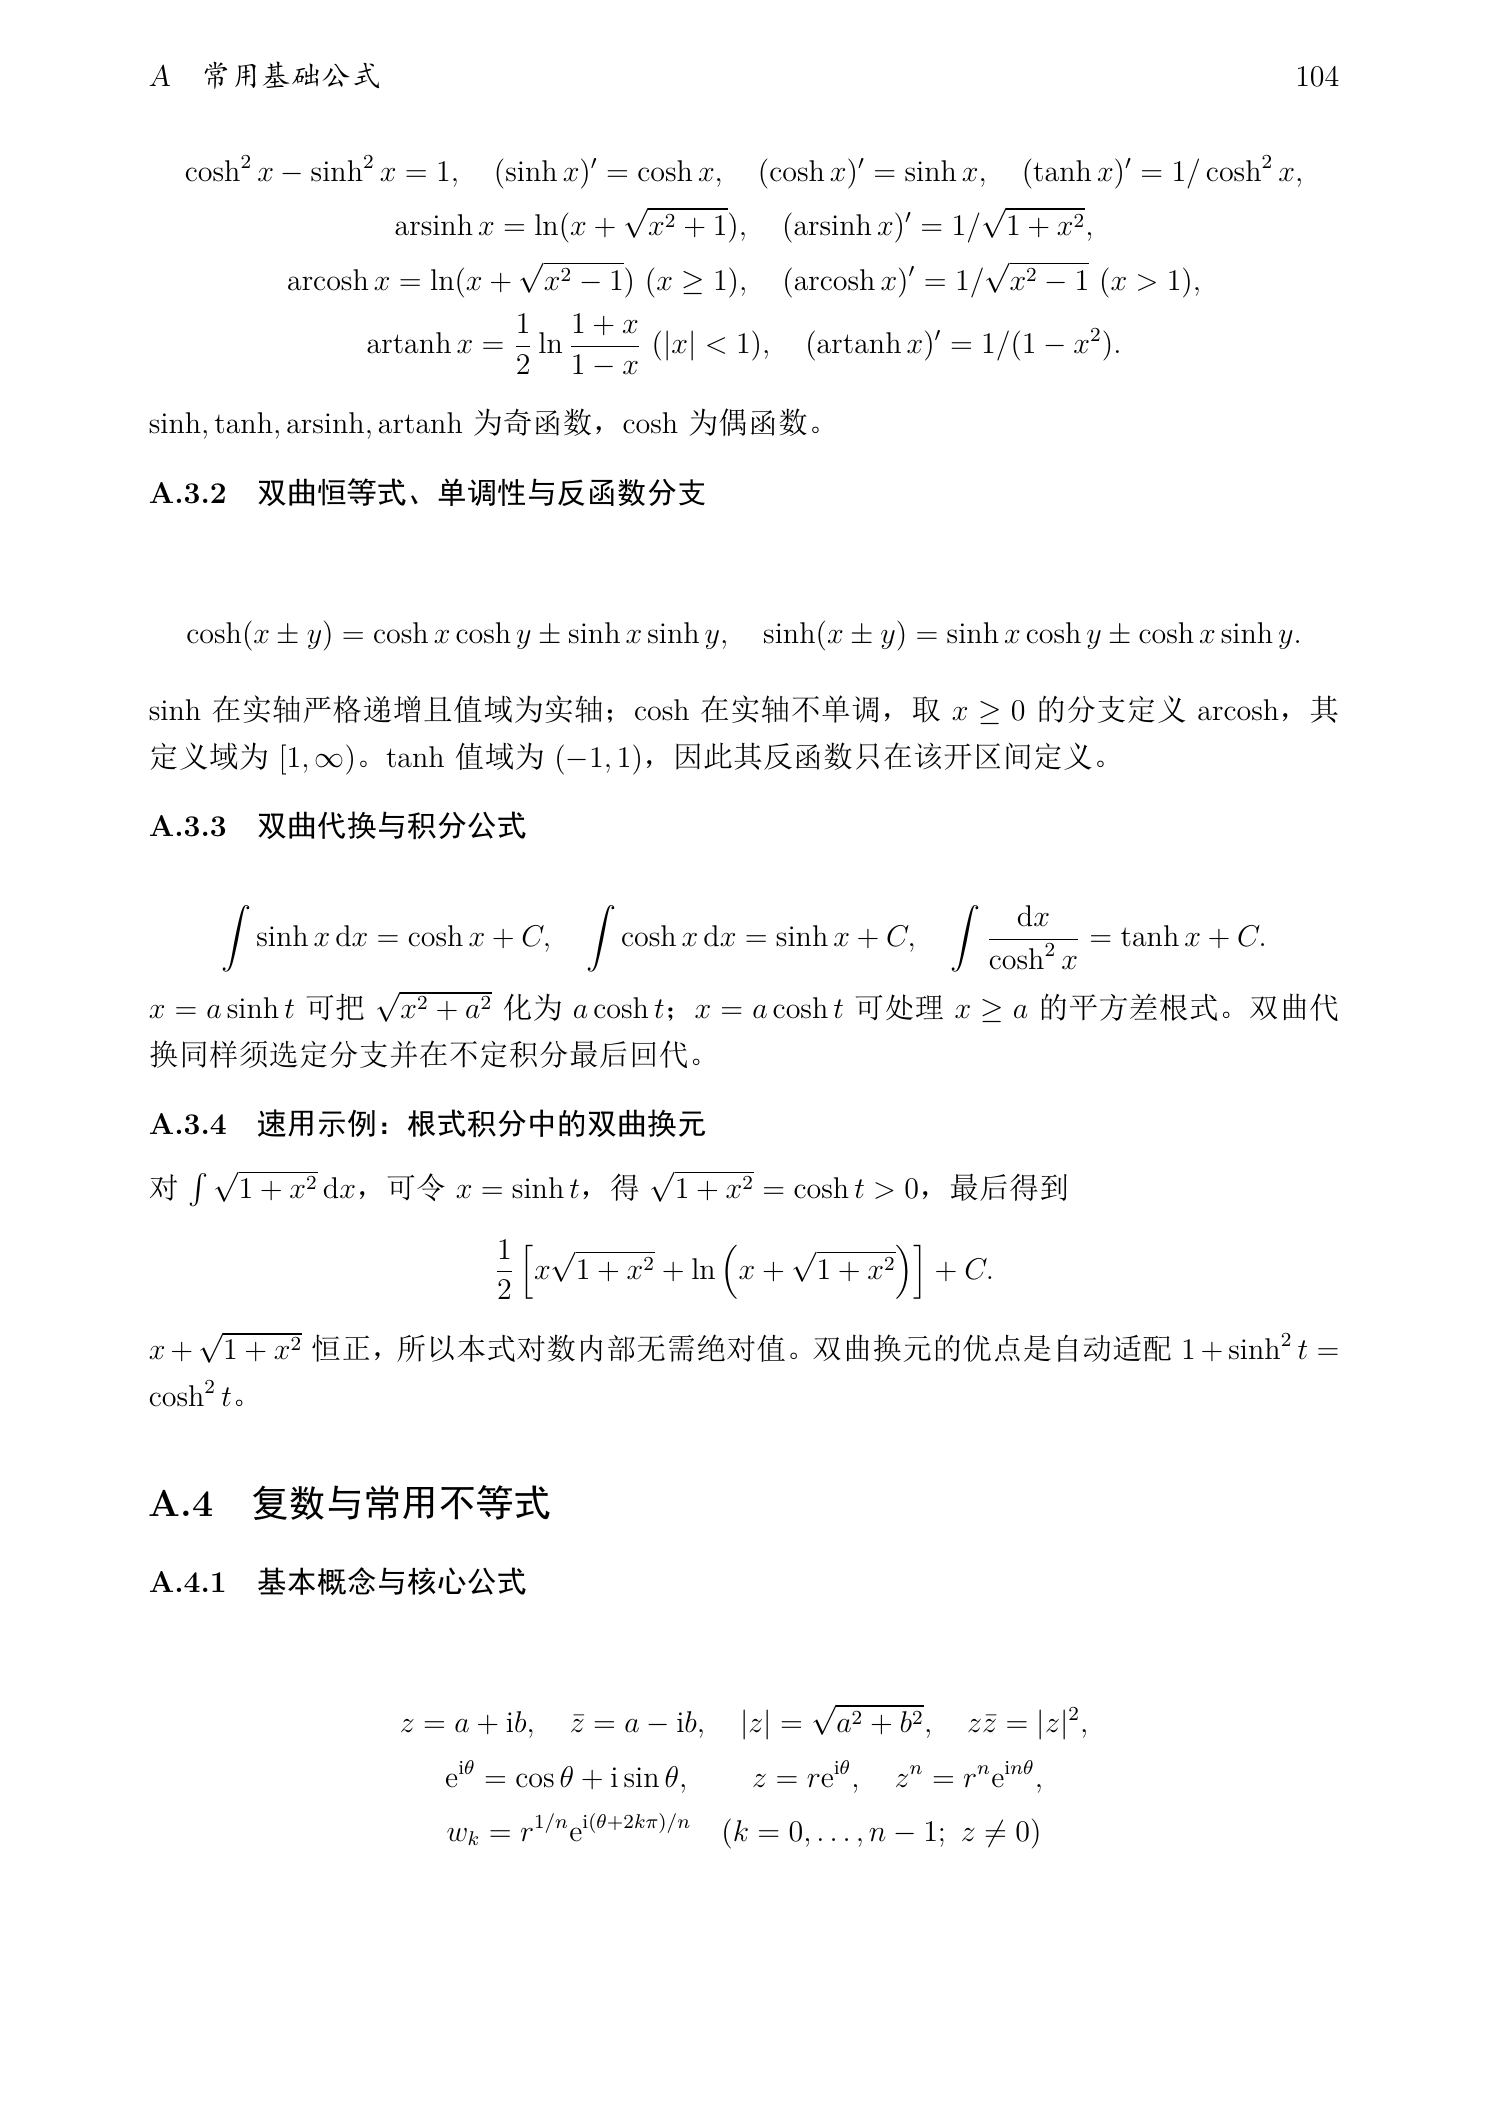 A 常用基础公式 104
cosh² x − sinh² x = 1, (sinh x)′ = cosh x, (cosh x)′ = sinh x, (tanh x)′ = 1/ cosh² x,
arsinh x = ln(x + √(x² + 1)), (arsinh x)′ = 1/√(1 + x²),
arcosh x = ln(x + √(x² − 1)) (x ≥ 1), (arcosh x)′ = 1/√(x² − 1) (x > 1),
artanh x = \frac{1}{2} ln \frac{1 + x}{1 − x} (|x| < 1), (artanh x)′ = 1/(1 − x²).
sinh, tanh, arsinh, artanh 为奇函数，cosh 为偶函数。
A.3.2 双曲恒等式、单调性与反函数分支
cosh(x ± y) = cosh x cosh y ± sinh x sinh y, sinh(x ± y) = sinh x cosh y ± cosh x sinh y.
sinh 在实轴严格递增且值域为实轴；cosh 在实轴不单调，取 x ≥ 0 的分支定义 arcosh，其
定义域为 [1, ∞)。tanh 值域为 (−1, 1)，因此其反函数只在该开区间定义。
A.3.3 双曲代换与积分公式
∫ sinh x dx = cosh x + C, ∫ cosh x dx = sinh x + C, ∫ \frac{dx}{cosh² x} = tanh x + C.
x = a sinh t 可把 √(x² + a²) 化为 a cosh t；x = a cosh t 可处理 x ≥ a 的平方差根式。双曲代
换同样须选定分支并在不定积分最后回代。
A.3.4 速用示例：根式积分中的双曲换元
对 ∫ √(1 + x²) dx，可令 x = sinh t，得 √(1 + x²) = cosh t > 0，最后得到
\frac{1}{2} [x√(1 + x²) + ln (x + √(1 + x²))] + C.
x + √(1 + x²) 恒正，所以本式对数内部无需绝对值。双曲换元的优点是自动适配 1 + sinh² t =
cosh² t。
A.4 复数与常用不等式
A.4.1 基本概念与核心公式
z = a + ib, z̄ = a − ib, |z| = √(a² + b²), zz̄ = |z|²,
e^{iθ} = cos θ + i sin θ, z = re^{iθ}, z^n = r^n e^{inθ},
w_k = r^{1/n} e^{i(θ+2kπ)/n} (k = 0, . . . , n − 1; z ≠ 0)